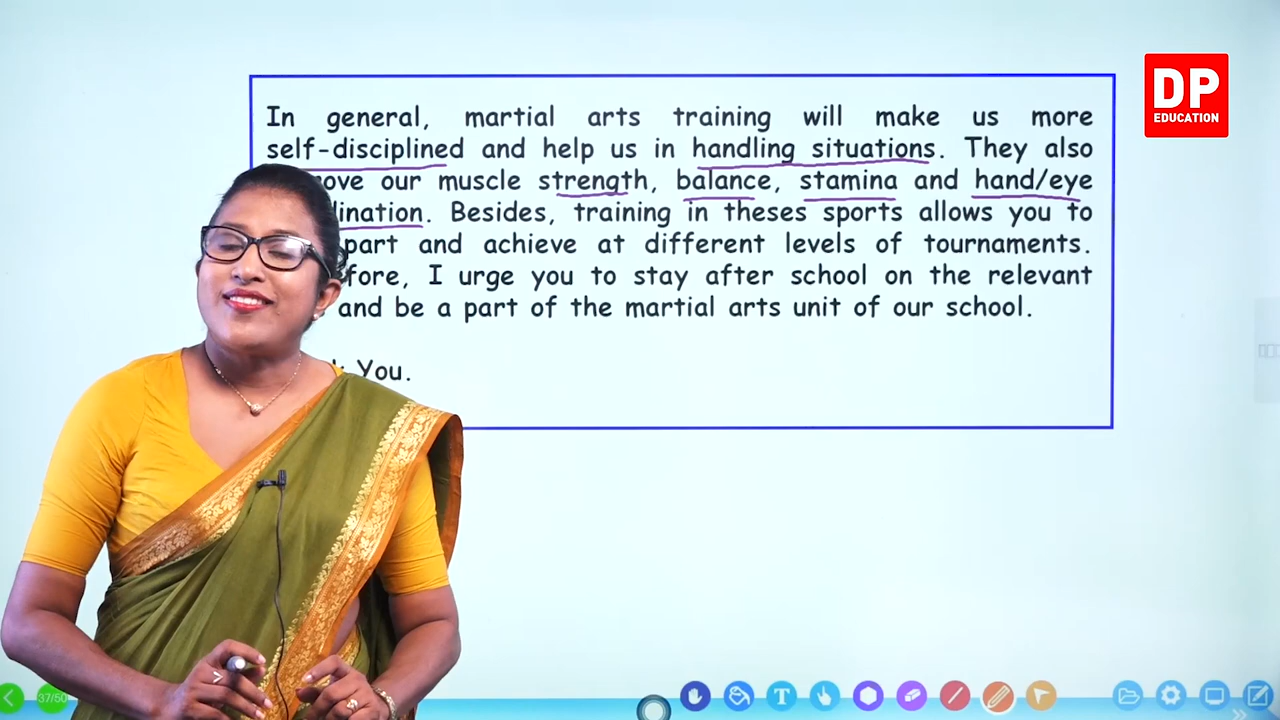 DP
EDUCATION
In general, martial arts training will make us more
self-disciplined and help us in handling situations. They also
our muscle strength, balance, stamina and hand/eye
Besides, training in theses sports allows you to
part and achieve at different levels of tournaments.
I urge you to stay after school on the relevant
and be a part of the martial arts unit of our school.
You.
37/50